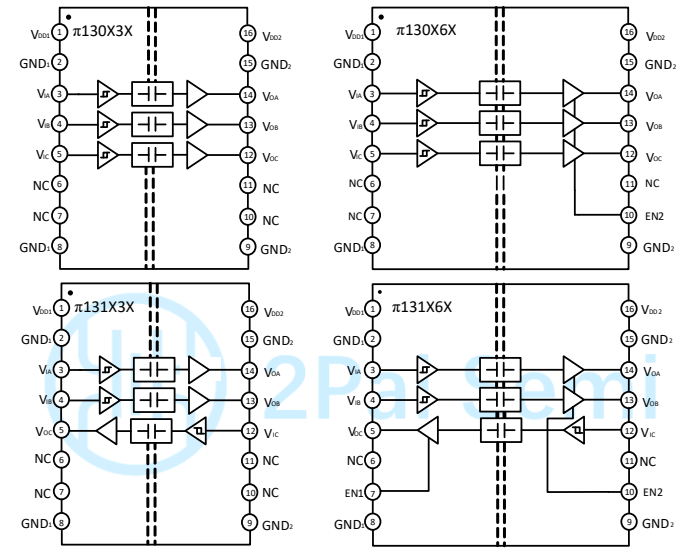 π130X3X
1 16
VDD1 VDD2
2 15
GND1 GND2
3 14
VIA VOA
4 13
VIB VOB
5 12
VIC VOC
6 11
NC NC
7 10
NC NC
8 9
GND1 GND2
π130X6X
1 16
VDD1 VDD2
2 15
GND1 GND2
3 14
VIA VOA
4 13
VIB VOB
5 12
VIC VOC
6 11
NC NC
7 10
NC EN2
8 9
GND1 GND2
π131X3X
1 16
VDD1 VDD2
2 15
GND1 GND2
3 14
VIA VOA
4 13
VIB VOB
5 12
VOC VIC
6 11
NC NC
7 10
NC NC
8 9
GND1 GND2
π131X6X
1 16
VDD1 VDD2
2 15
GND1 GND2
3 14
VIA VOA
4 13
VIB VOB
5 12
VOC VIC
6 11
NC NC
7 10
EN1 EN2
8 9
GND1 GND2
2Pai Semi